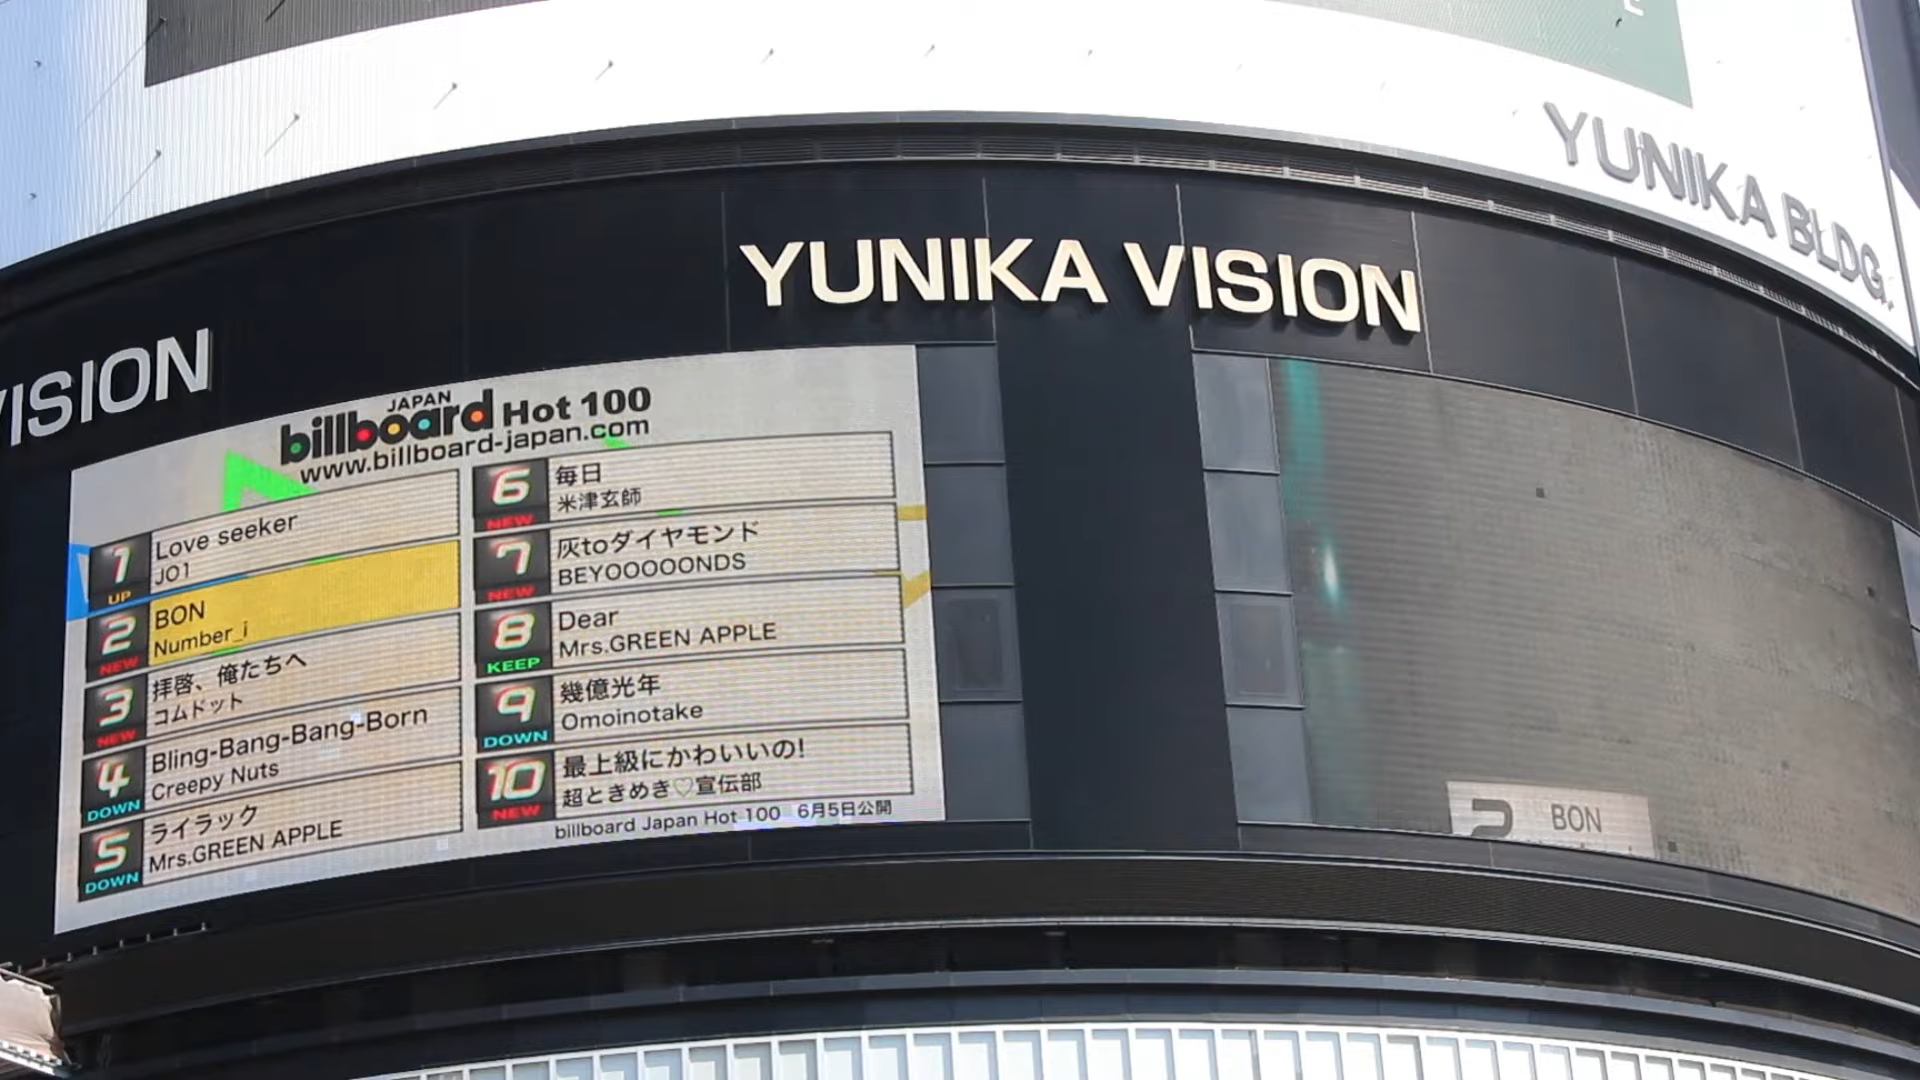 YUNIKA BLDG.
YUNIKA VISION
VISION
JAPAN
billboard Hot 100
www.billboard-japan.com
1 Love seeker
JO1
UP
2 BON
Number_i
NEW
3 拝啓、俺たちへ
コムドット
NEW
4 Bling-Bang-Bang-Born
Creepy Nuts
DOWN
5 ライラック
Mrs.GREEN APPLE
DOWN
6 毎日
米津玄師
NEW
7 灰toダイヤモンド
BEYOOOOONDS
NEW
8 Dear
Mrs.GREEN APPLE
KEEP
9 幾億光年
Omoinotake
DOWN
10 最上級にかわいいの!
超ときめき♡宣伝部
NEW
billboard Japan Hot 100 6月5日公開
2 BON